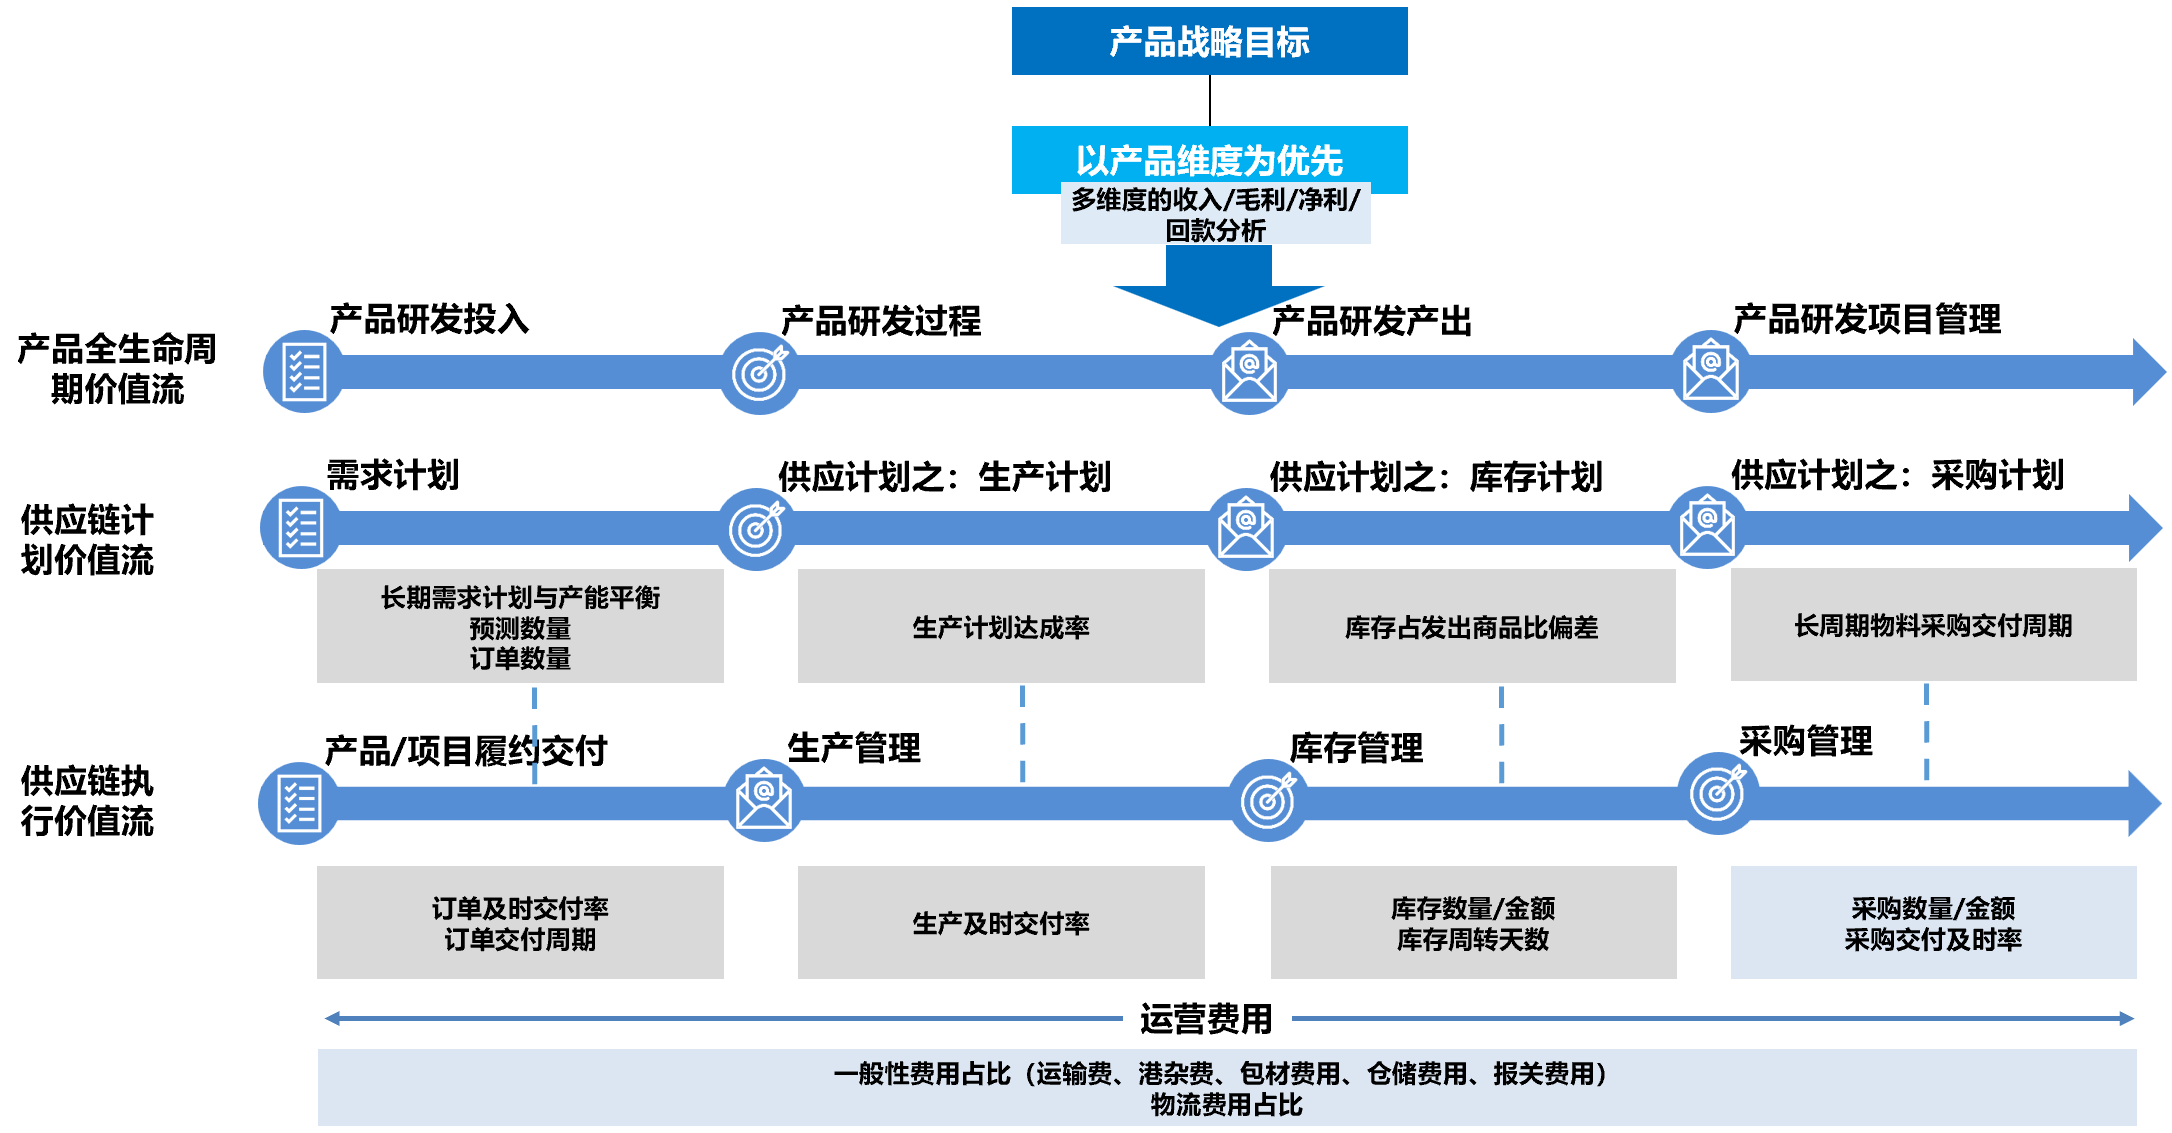 产品战略目标
以产品维度为优先
多维度的收入/毛利/净利/
回款分析
产品全生命周
期价值流
产品研发投入
产品研发过程
产品研发产出
产品研发项目管理
供应链计
划价值流
需求计划
供应计划之：生产计划
供应计划之：库存计划
供应计划之：采购计划
长期需求计划与产能平衡
预测数量
订单数量
生产计划达成率
库存占发出商品比偏差
长周期物料采购交付周期
供应链执
行价值流
产品/项目履约交付
生产管理
库存管理
采购管理
订单及时交付率
订单交付周期
生产及时交付率
库存数量/金额
库存周转天数
采购数量/金额
采购交付及时率
运营费用
一般性费用占比（运输费、港杂费、包材费用、仓储费用、报关费用）
物流费用占比